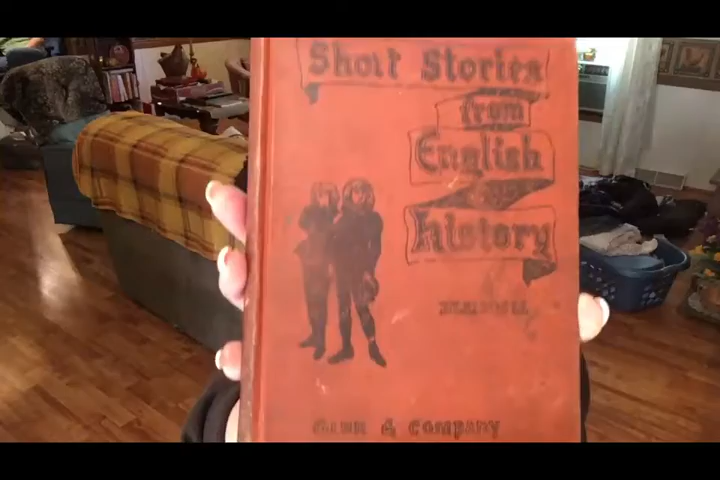 Short Stories
from
English
history
Ginn & Company